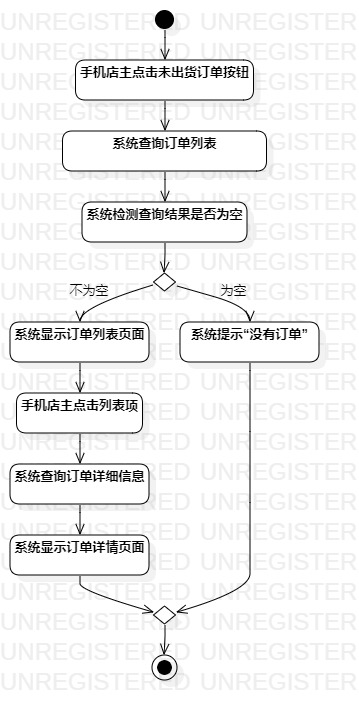 手机店主点击未出货订单按钮
系统查询订单列表
系统检测查询结果是否为空
不为空
为空
系统显示订单列表页面
系统提示“没有订单”
手机店主点击列表项
系统查询订单详细信息
系统显示订单详情页面